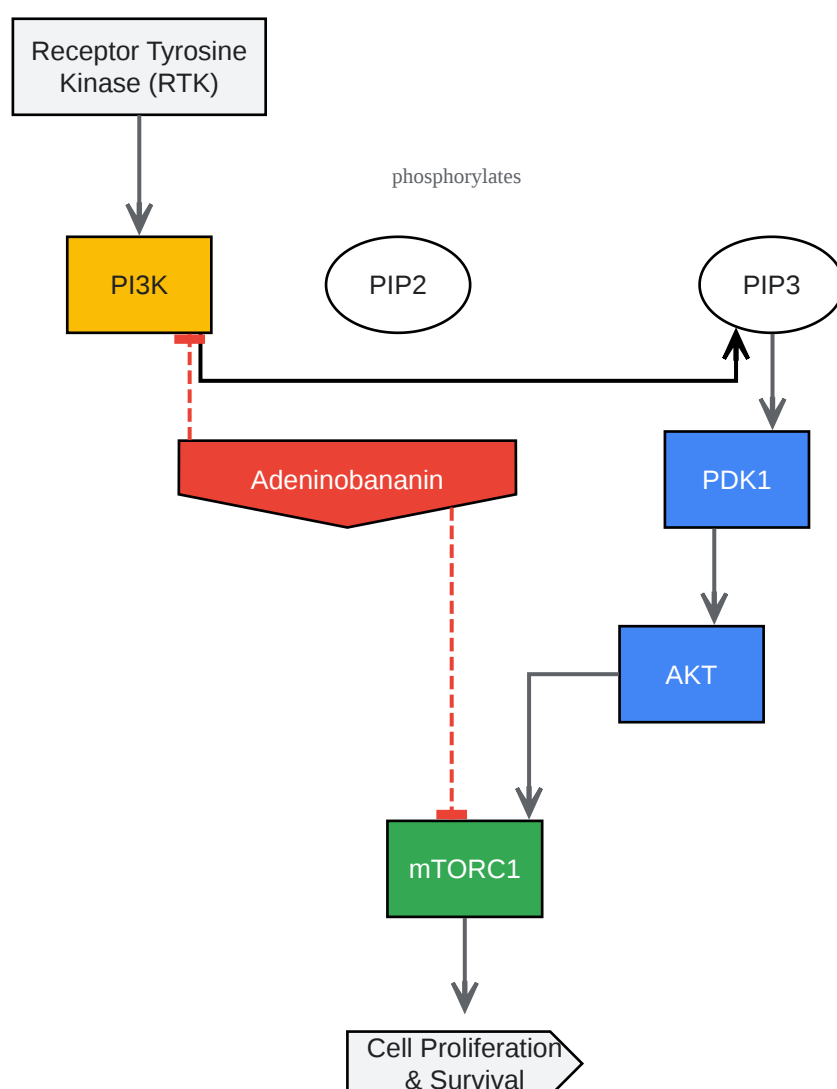 Receptor Tyrosine
Kinase (RTK)
phosphorylates
PI3K
PIP2
PIP3
Adeninobananin
PDK1
AKT
mTORC1
Cell Proliferation
& Survival